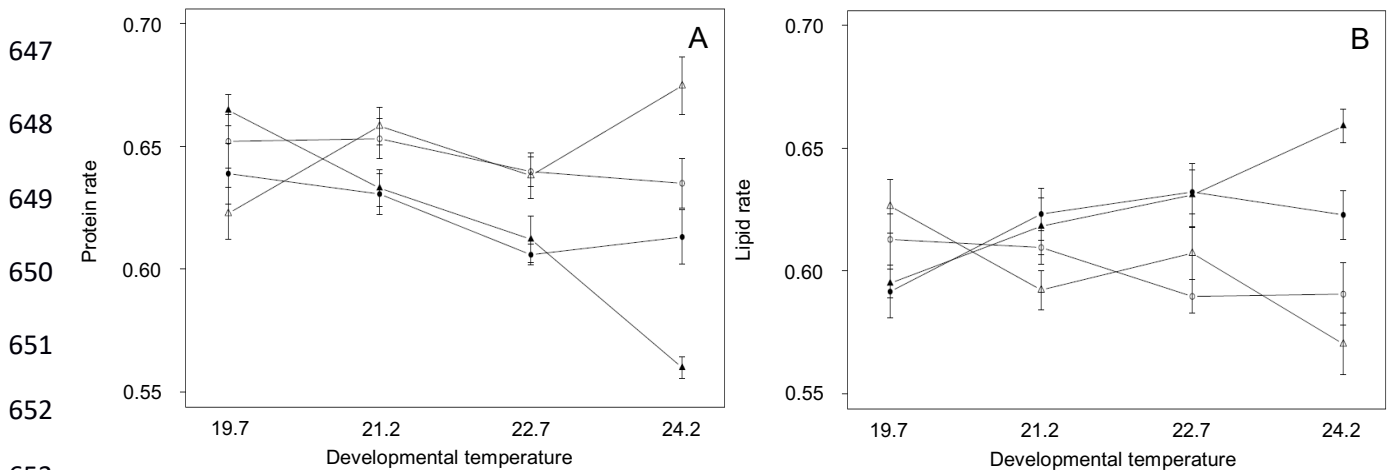 647
648
649
650
651
652
A
Protein rate
0.70
0.65
0.60
0.55
19.7 21.2 22.7 24.2
Developmental temperature
B
Lipid rate
0.70
0.65
0.60
0.55
19.7 21.2 22.7 24.2
Developmental temperature